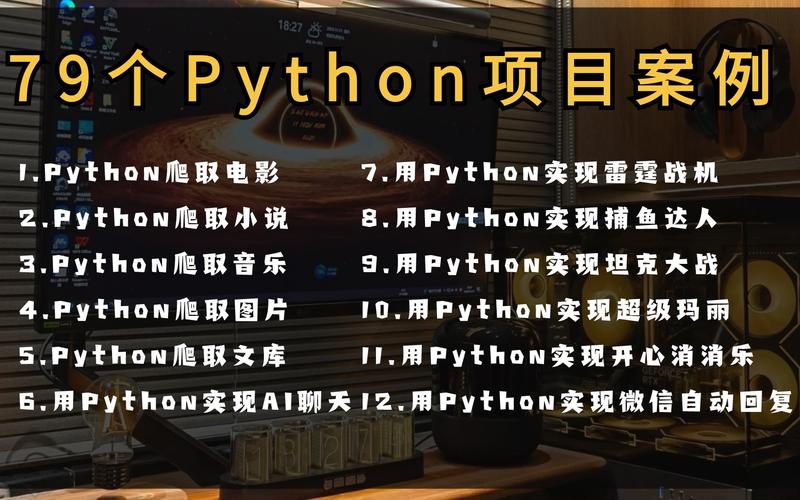 18:27
79个Python项目案例
1.Python爬取电影
2.Python爬取小说
3.Python爬取音乐
4.Python爬取图片
5.Python爬取文库
6.用Python实现AI聊天
7.用Python实现雷霆战机
8.用Python实现捕鱼达人
9.用Python实现坦克大战
10.用Python实现超级玛丽
11.用Python实现开心消消乐
12.用Python实现微信自动回复